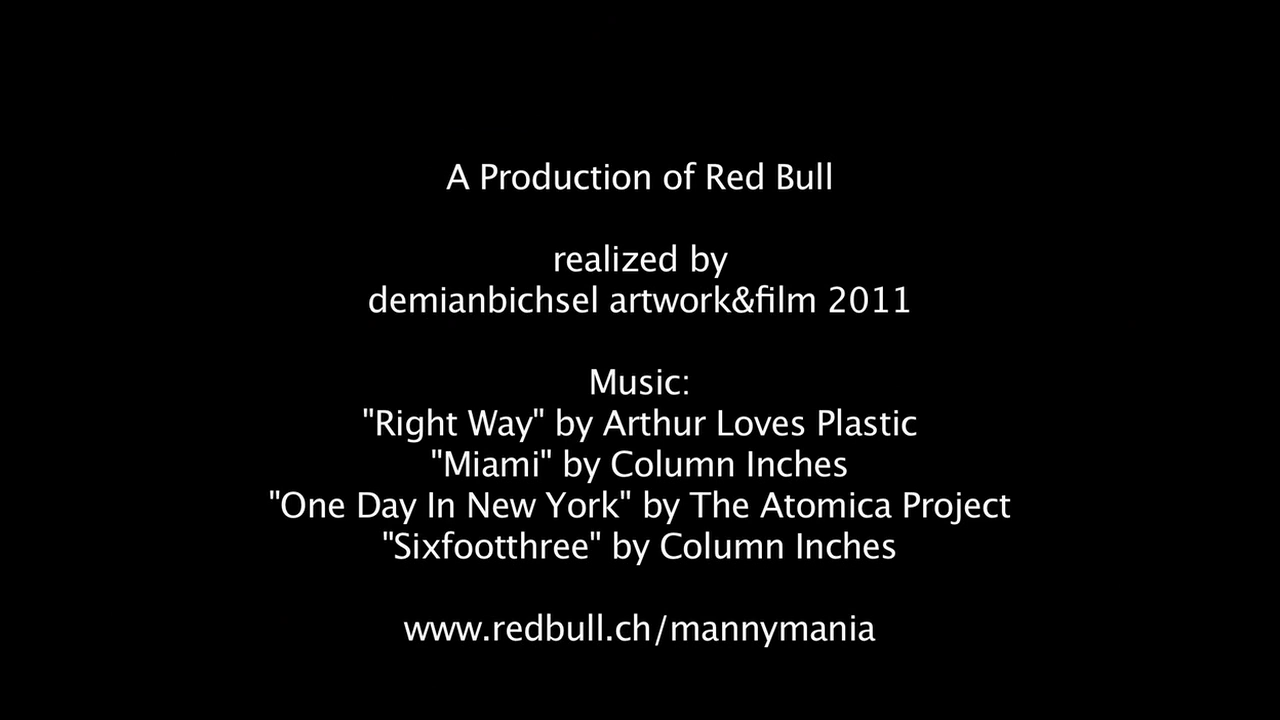 A Production of Red Bull
realized by
demianbichsel artwork&film 2011
Music:
"Right Way" by Arthur Loves Plastic
"Miami" by Column Inches
"One Day In New York" by The Atomica Project
"Sixfootthree" by Column Inches
www.redbull.ch/mannymania